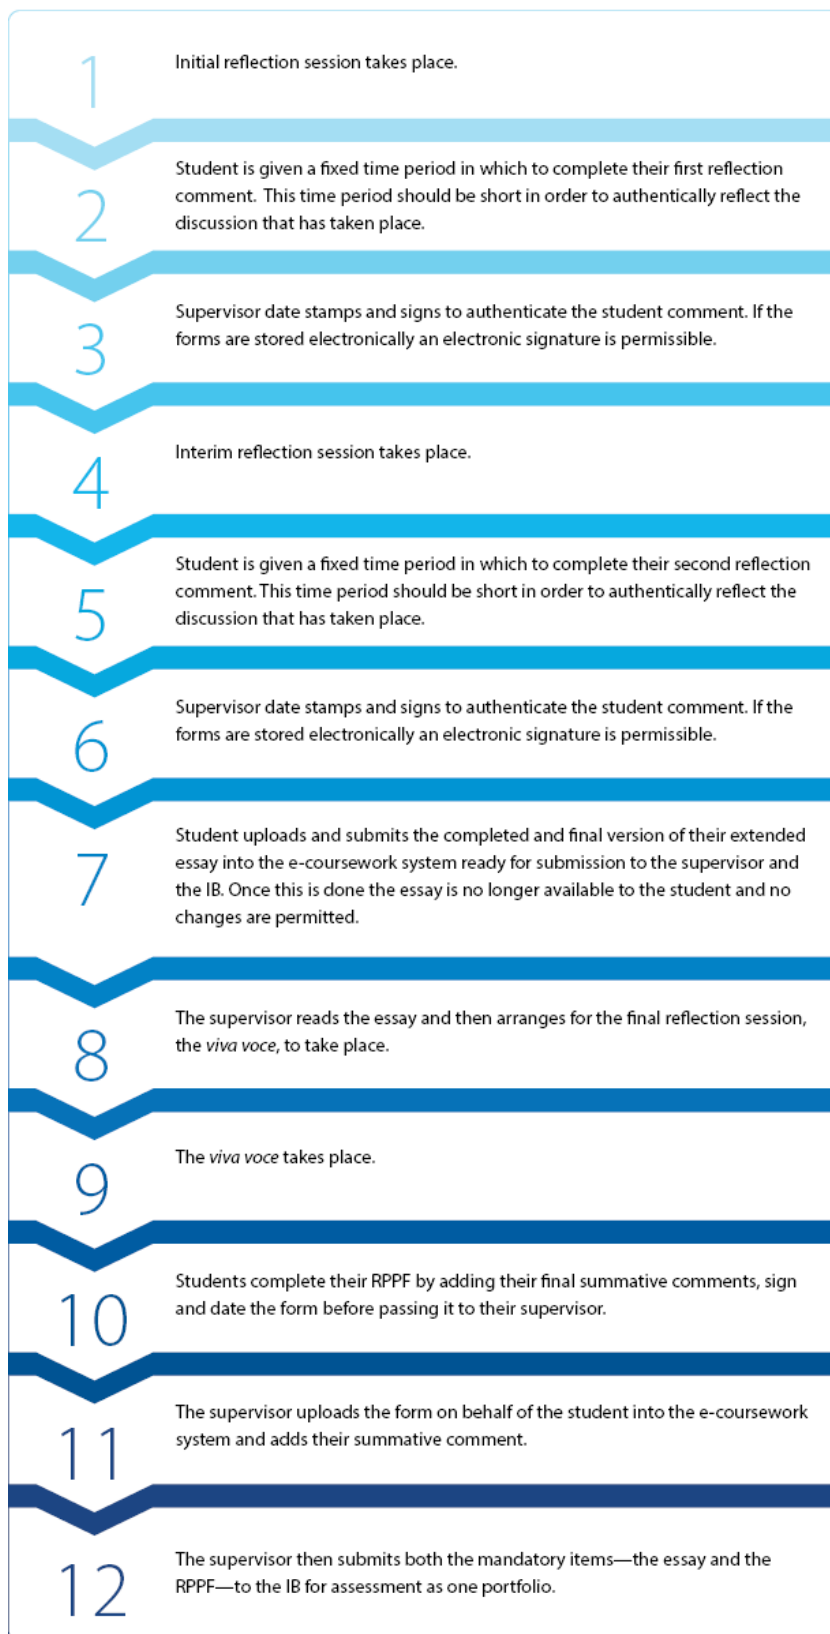 1
Initial reflection session takes place.
2
Student is given a fixed time period in which to complete their first reflection
comment. This time period should be short in order to authentically reflect the
discussion that has taken place.
3
Supervisor date stamps and signs to authenticate the student comment. If the
forms are stored electronically an electronic signature is permissible.
4
Interim reflection session takes place.
5
Student is given a fixed time period in which to complete their second reflection
comment. This time period should be short in order to authentically reflect the
discussion that has taken place.
6
Supervisor date stamps and signs to authenticate the student comment. If the
forms are stored electronically an electronic signature is permissible.
7
Student uploads and submits the completed and final version of their extended
essay into the e-coursework system ready for submission to the supervisor and
the IB. Once this is done the essay is no longer available to the student and no
changes are permitted.
8
The supervisor reads the essay and then arranges for the final reflection session,
the viva voce, to take place.
9
The viva voce takes place.
10
Students complete their RPPF by adding their final summative comments, sign
and date the form before passing it to their supervisor.
11
The supervisor uploads the form on behalf of the student into the e-coursework
system and adds their summative comment.
12
The supervisor then submits both the mandatory items—the essay and the
RPPF—to the IB for assessment as one portfolio.